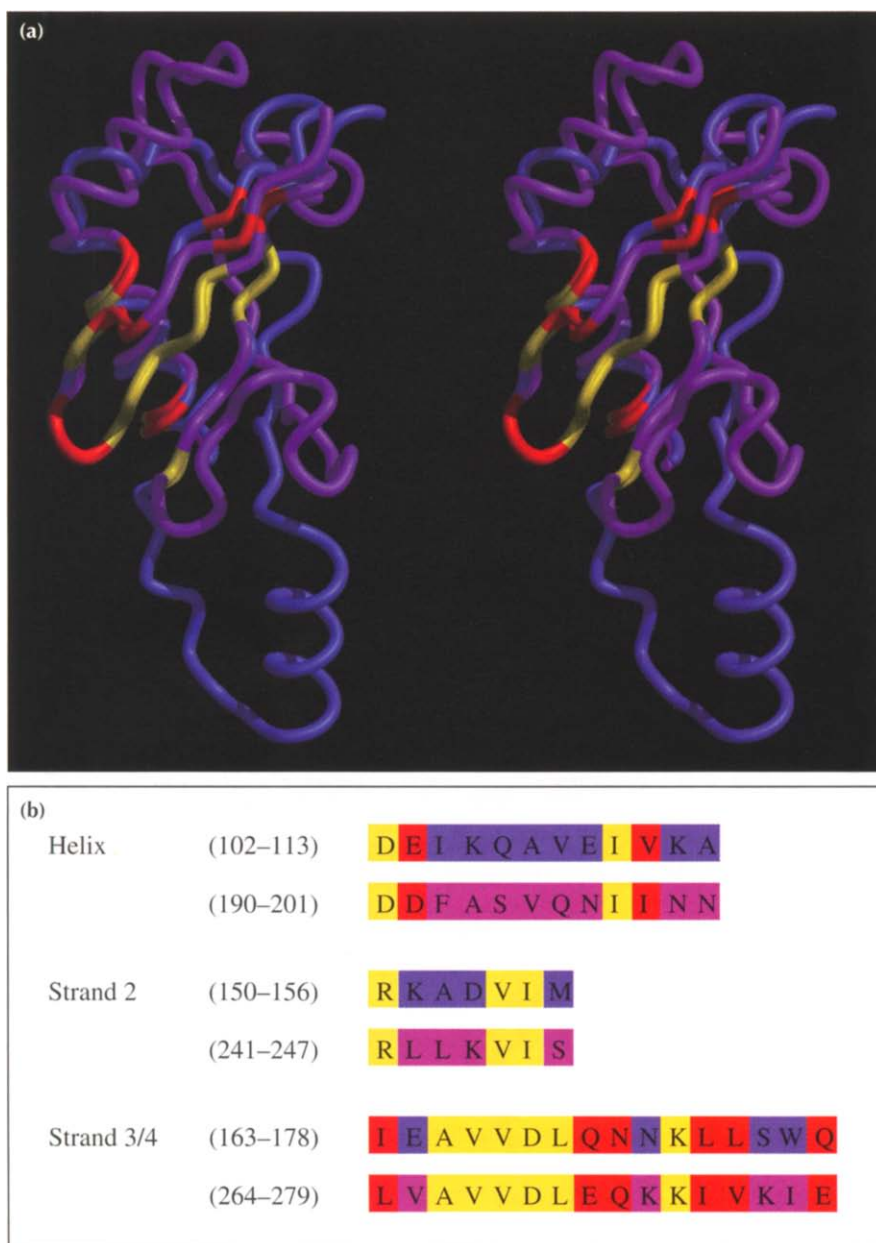 (a)
(b)
Helix (102–113) D E I K Q A V E I V K A
(190–201) D D F A S V Q N I I N N
Strand 2 (150–156) R K A D V I M
(241–247) R L L K V I S
Strand 3/4 (163–178) I E A V V D L Q N N K L L S W Q
(264–279) L V A V V D L E Q K K I V K I E